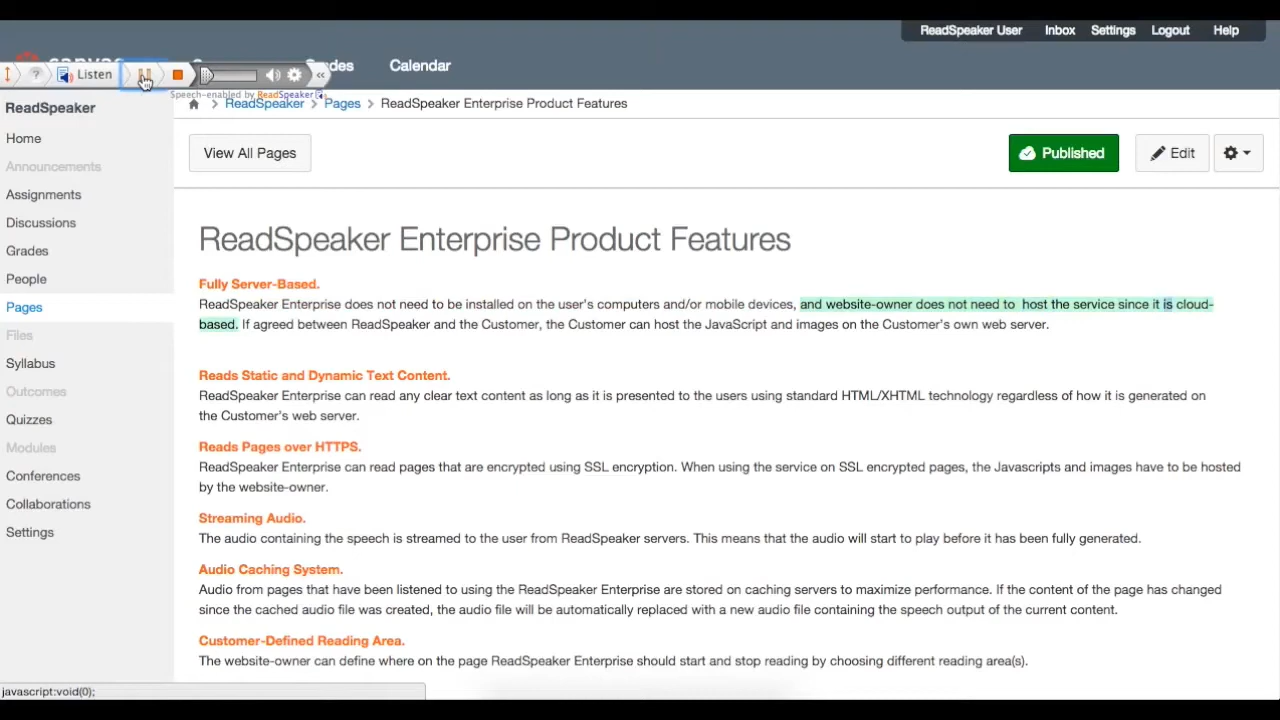 ReadSpeaker User Inbox Settings Logout Help
Calendar
? Listen «
Speech-enabled by ReadSpeaker
ReadSpeaker
> ReadSpeaker > Pages > ReadSpeaker Enterprise Product Features
Home
Announcements
Assignments
Discussions
Grades
People
Pages
Files
Syllabus
Outcomes
Quizzes
Modules
Conferences
Collaborations
Settings
View All Pages
Published
Edit
ReadSpeaker Enterprise Product Features
Fully Server-Based.
ReadSpeaker Enterprise does not need to be installed on the user's computers and/or mobile devices, and website-owner does not need to host the service since it is cloud-
based. If agreed between ReadSpeaker and the Customer, the Customer can host the JavaScript and images on the Customer's own web server.
Reads Static and Dynamic Text Content.
ReadSpeaker Enterprise can read any clear text content as long as it is presented to the users using standard HTML/XHTML technology regardless of how it is generated on
the Customer's web server.
Reads Pages over HTTPS.
ReadSpeaker Enterprise can read pages that are encrypted using SSL encryption. When using the service on SSL encrypted pages, the Javascripts and images have to be hosted
by the website-owner.
Streaming Audio.
The audio containing the speech is streamed to the user from ReadSpeaker servers. This means that the audio will start to play before it has been fully generated.
Audio Caching System.
Audio from pages that have been listened to using the ReadSpeaker Enterprise are stored on caching servers to maximize performance. If the content of the page has changed
since the cached audio file was created, the audio file will be automatically replaced with a new audio file containing the speech output of the current content.
Customer-Defined Reading Area.
The website-owner can define where on the page ReadSpeaker Enterprise should start and stop reading by choosing different reading area(s).
javascript:void(0);